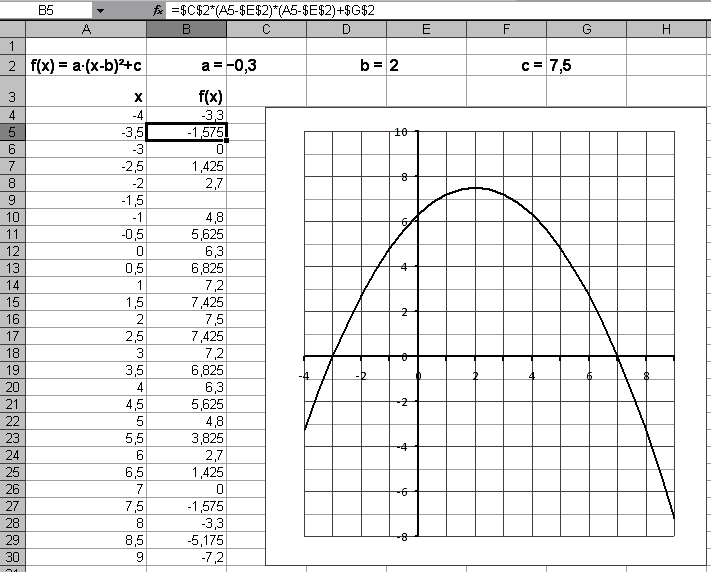 B5 fx =$C$2*(A5-$E$2)*(A5-$E$2)+$G$2
A B C D E F G H
1
2 f(x) = a·(x-b)²+c a = −0,3 b = 2 c = 7,5
3 x f(x)
4 -4 -3,3
5 -3,5 -1,575
6 -3 0
7 -2,5 1,425
8 -2 2,7
9 -1,5
10 -1 4,8
11 -0,5 5,625
12 0 6,3
13 0,5 6,825
14 1 7,2
15 1,5 7,425
16 2 7,5
17 2,5 7,425
18 3 7,2
19 3,5 6,825
20 4 6,3
21 4,5 5,625
22 5 4,8
23 5,5 3,825
24 6 2,7
25 6,5 1,425
26 7 0
27 7,5 -1,575
28 8 -3,3
29 8,5 -5,175
30 9 -7,2
10
8
6
4
2
0
-4 -2 0 2 4 6 8
-2
-4
-6
-8